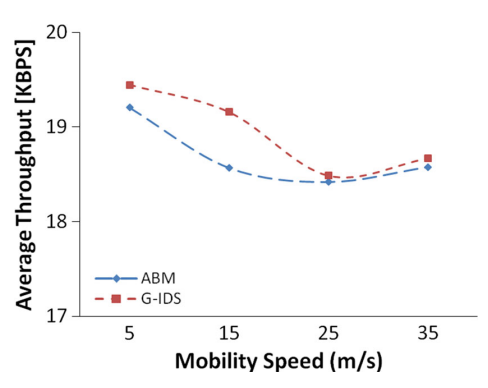 Average Throughput [KBPS]
20
19
18
17
ABM
G-IDS
5 15 25 35
Mobility Speed (m/s)